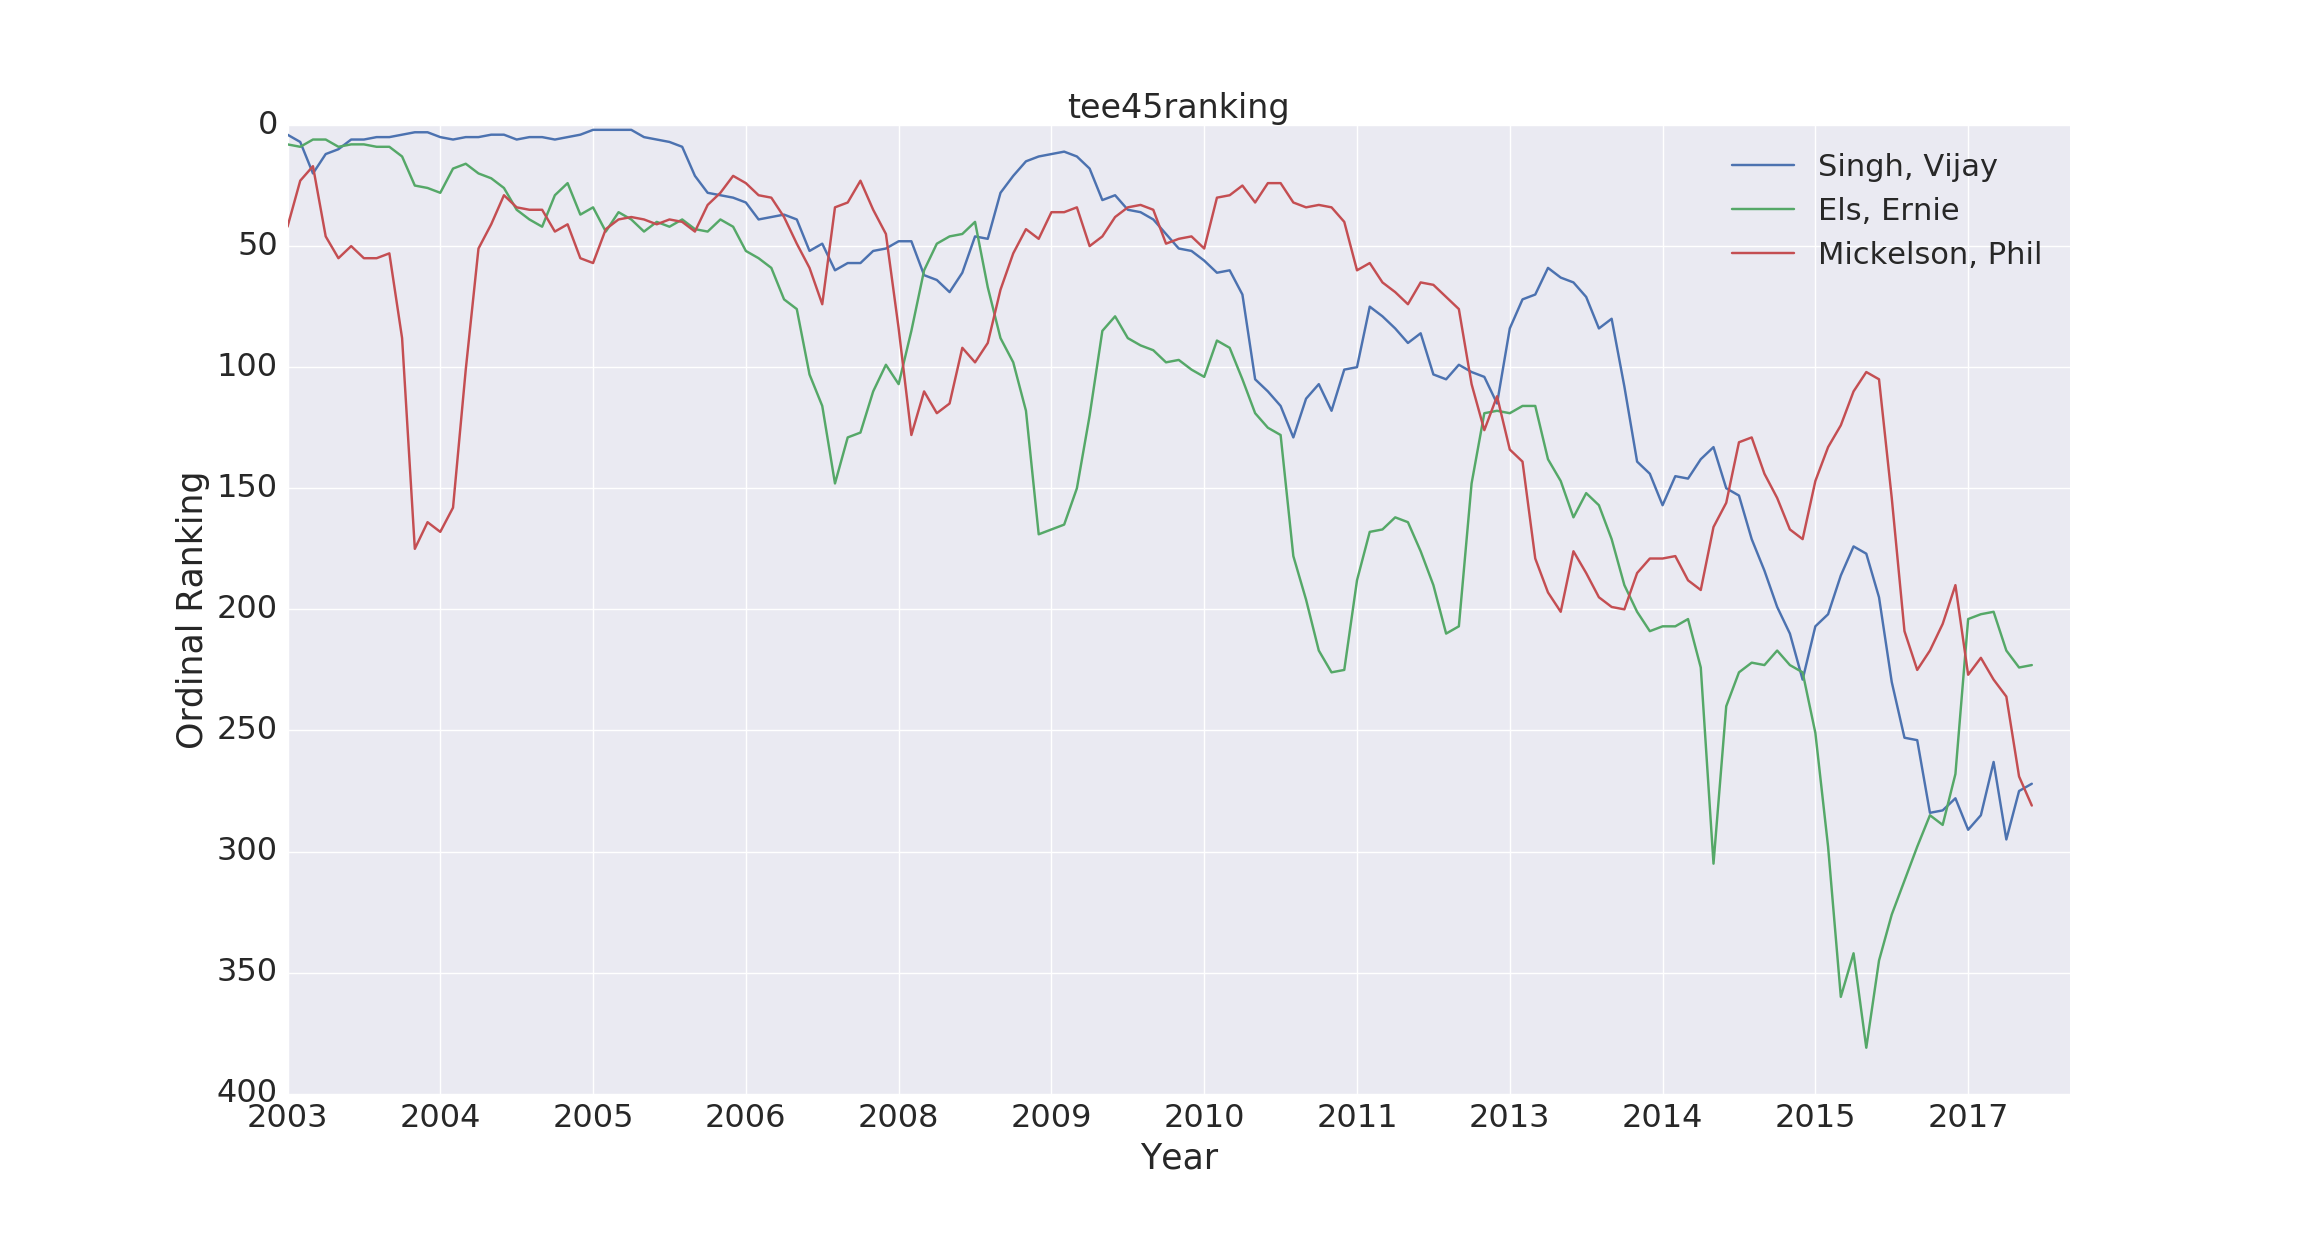 tee45ranking
Singh, Vijay
Els, Ernie
Mickelson, Phil
Ordinal Ranking
0
50
100
150
200
250
300
350
400
2003 2004 2005 2006 2008 2009 2010 2011 2013 2014 2015 2017
Year